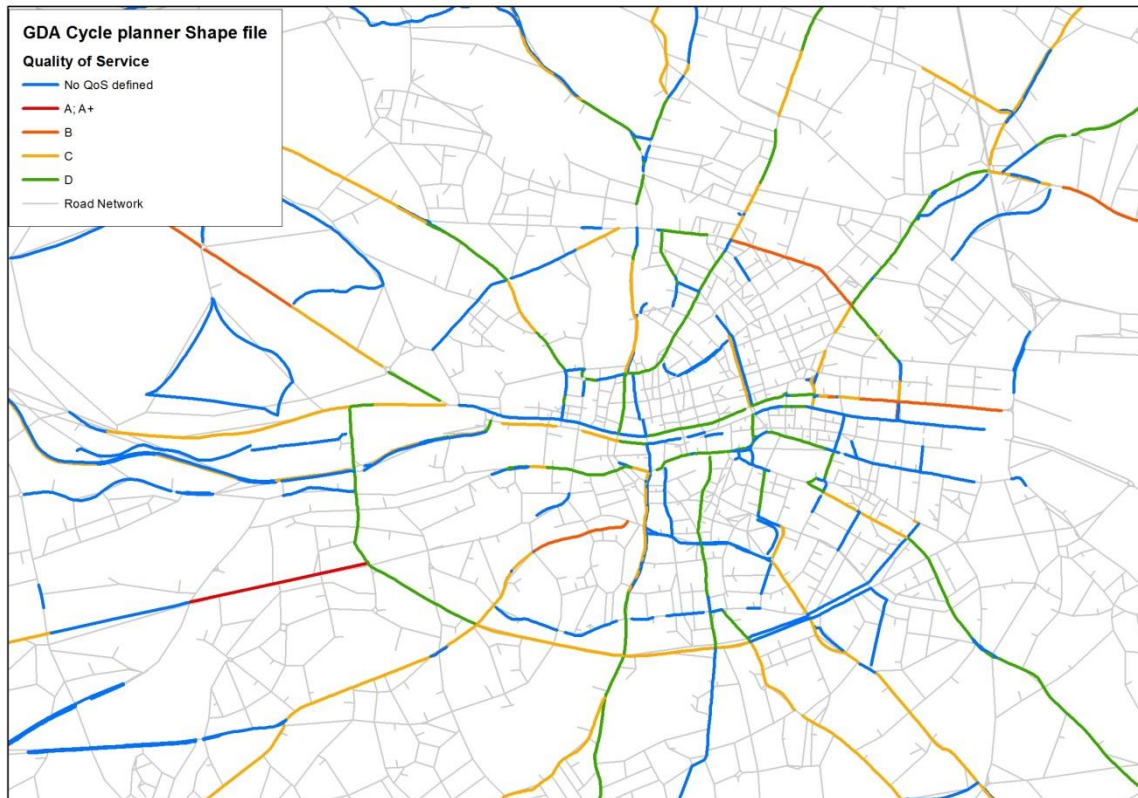 GDA Cycle planner Shape file
Quality of Service
No QoS defined
A; A+
B
C
D
Road Network